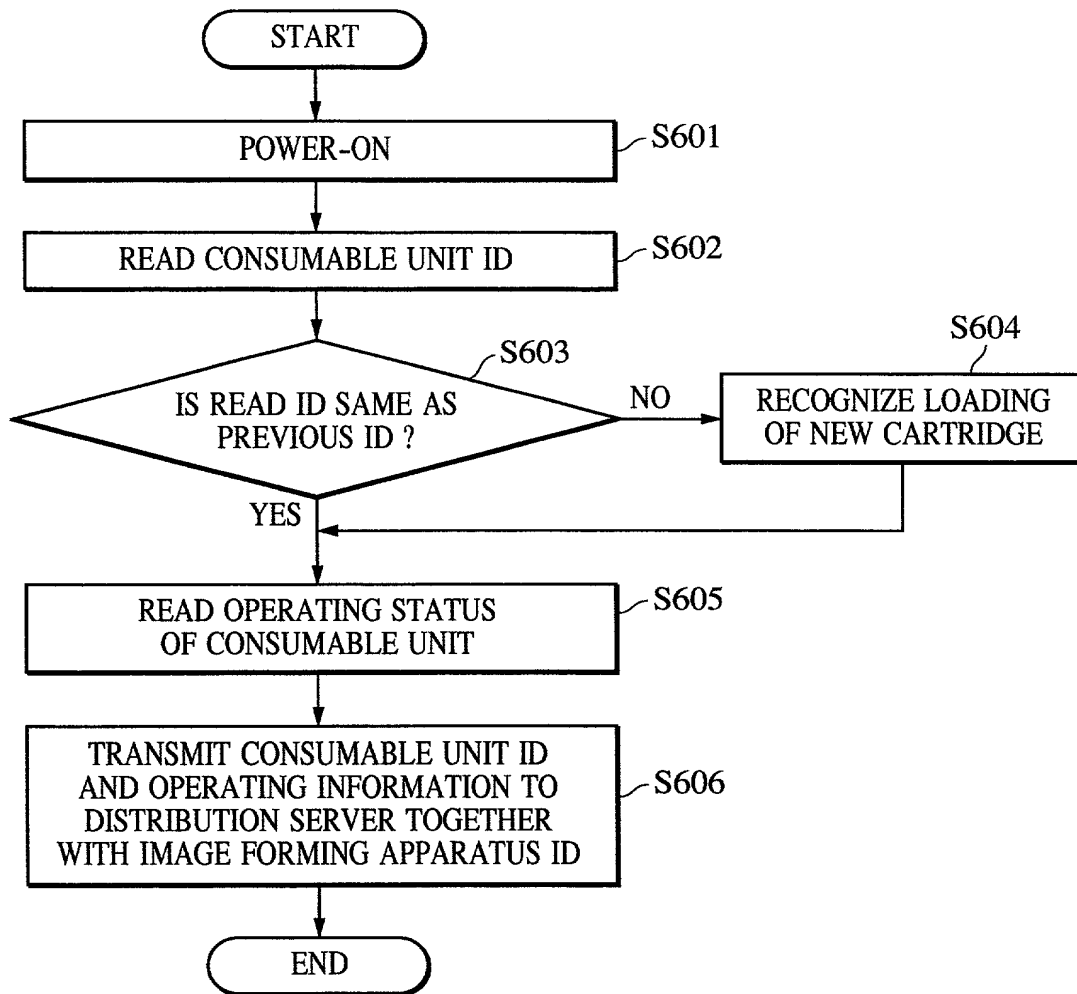 START
POWER-ON
S601
READ CONSUMABLE UNIT ID
S602
S603
IS READ ID SAME AS
PREVIOUS ID ?
NO
S604
RECOGNIZE LOADING
OF NEW CARTRIDGE
YES
READ OPERATING STATUS
OF CONSUMABLE UNIT
S605
TRANSMIT CONSUMABLE UNIT ID
AND OPERATING INFORMATION TO
DISTRIBUTION SERVER TOGETHER
WITH IMAGE FORMING APPARATUS ID
S606
END